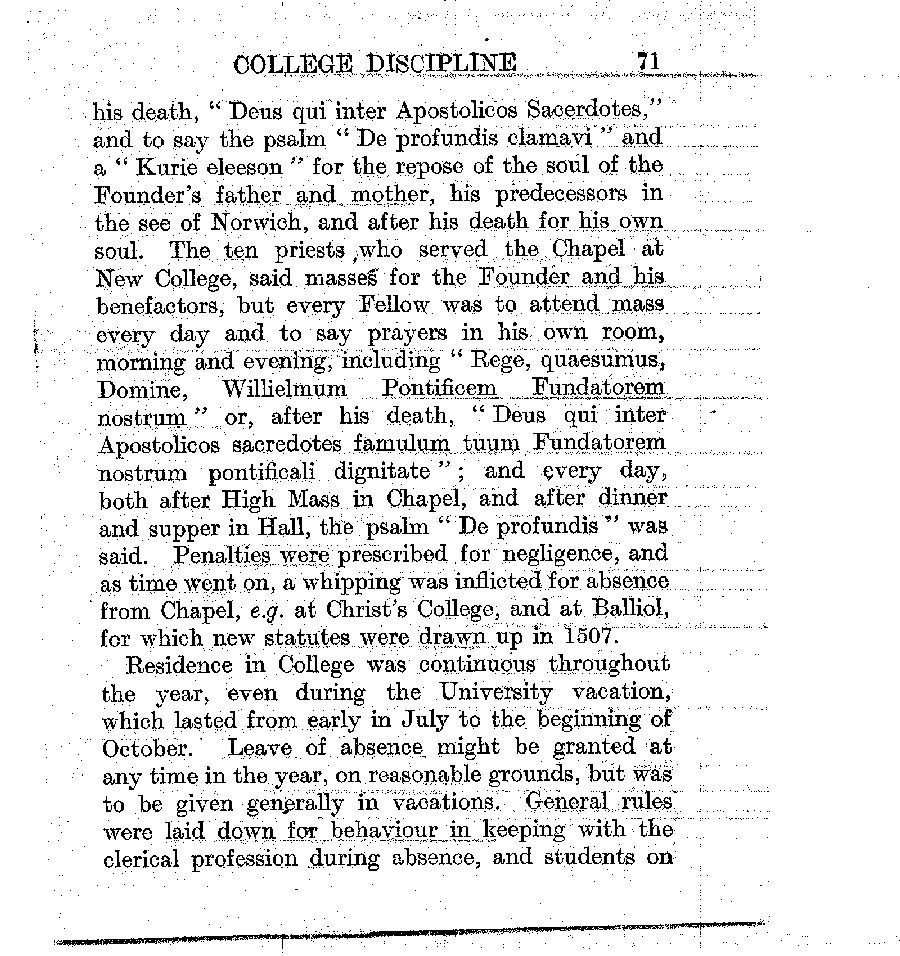 COLLEGE DISCIPLINE 71
his death, " Deus qui inter Apostolicos Sacerdotes,"
and to say the psalm " De profundis clamavi " and
a " Kurie eleeson " for the repose of the soul of the
Founder's father and mother, his predecessors in
the see of Norwich, and after his death for his own
soul. The ten priests who served the Chapel at
New College, said masses for the Founder and his
benefactors, but every Fellow was to attend mass
every day and to say prayers in his own room,
morning and evening, including " Rege, quaesumus,
Domine, Willielmum Pontificem Fundatorem
nostrum " or, after his death, " Deus qui inter
Apostolicos sacredotes famulum tuum Fundatorem
nostrum pontificali dignitate " ; and every day,
both after High Mass in Chapel, and after dinner
and supper in Hall, the psalm " De profundis " was
said. Penalties were prescribed for negligence, and
as time went on, a whipping was inflicted for absence
from Chapel, e.g. at Christ's College, and at Balliol,
for which new statutes were drawn up in 1507.
Residence in College was continuous throughout
the year, even during the University vacation,
which lasted from early in July to the beginning of
October. Leave of absence might be granted at
any time in the year, on reasonable grounds, but was
to be given generally in vacations. General rules
were laid down for behaviour in keeping with the
clerical profession during absence, and students on